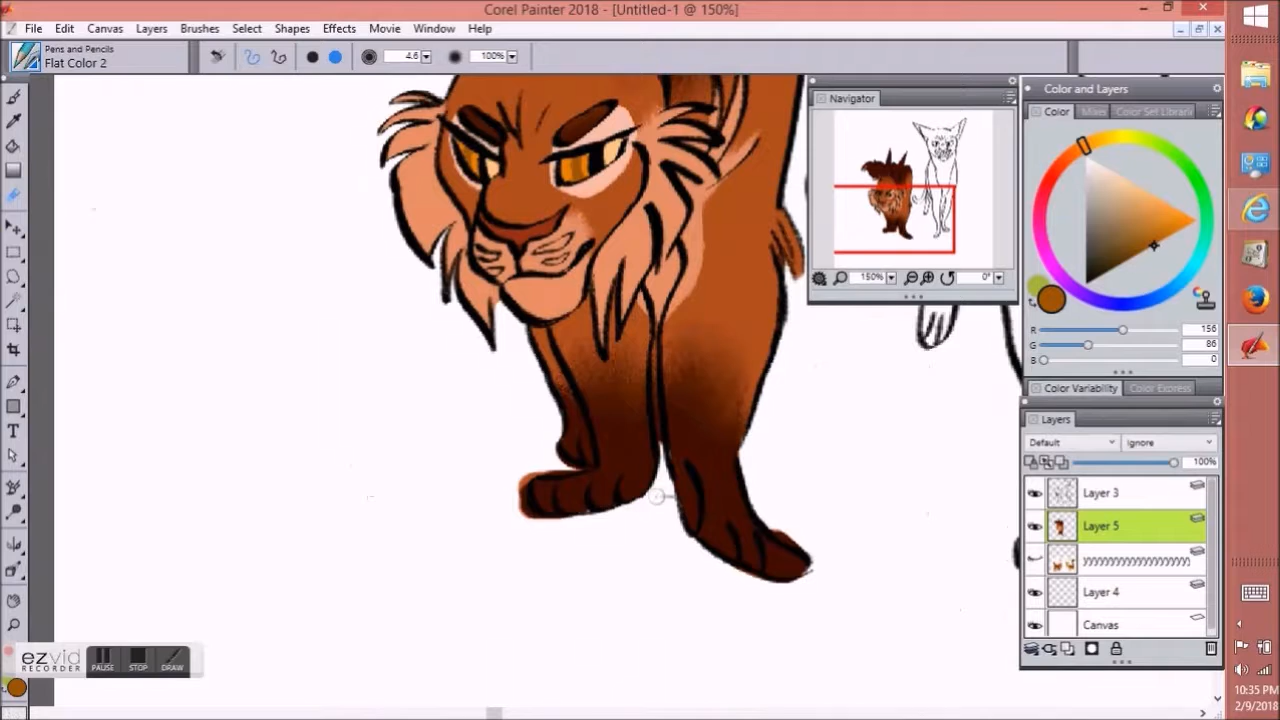 Corel Painter 2018 - [Untitled-1 @ 150%]
File Edit Canvas Layers Brushes Select Shapes Effects Movie Window Help
Pens and Pencils
Flat Color 2
4.6
100%
Navigator
150%
0°
Color and Layers
Color Mixer Color Set Librari
R 156
G 86
B 0
Color Variability Color Express
Layers
Default Ignore
100%
Layer 3
Layer 5
Layer 4
Canvas
ezvid
RECORDER
PAUSE STOP DRAW
10:35 PM
2/9/2018